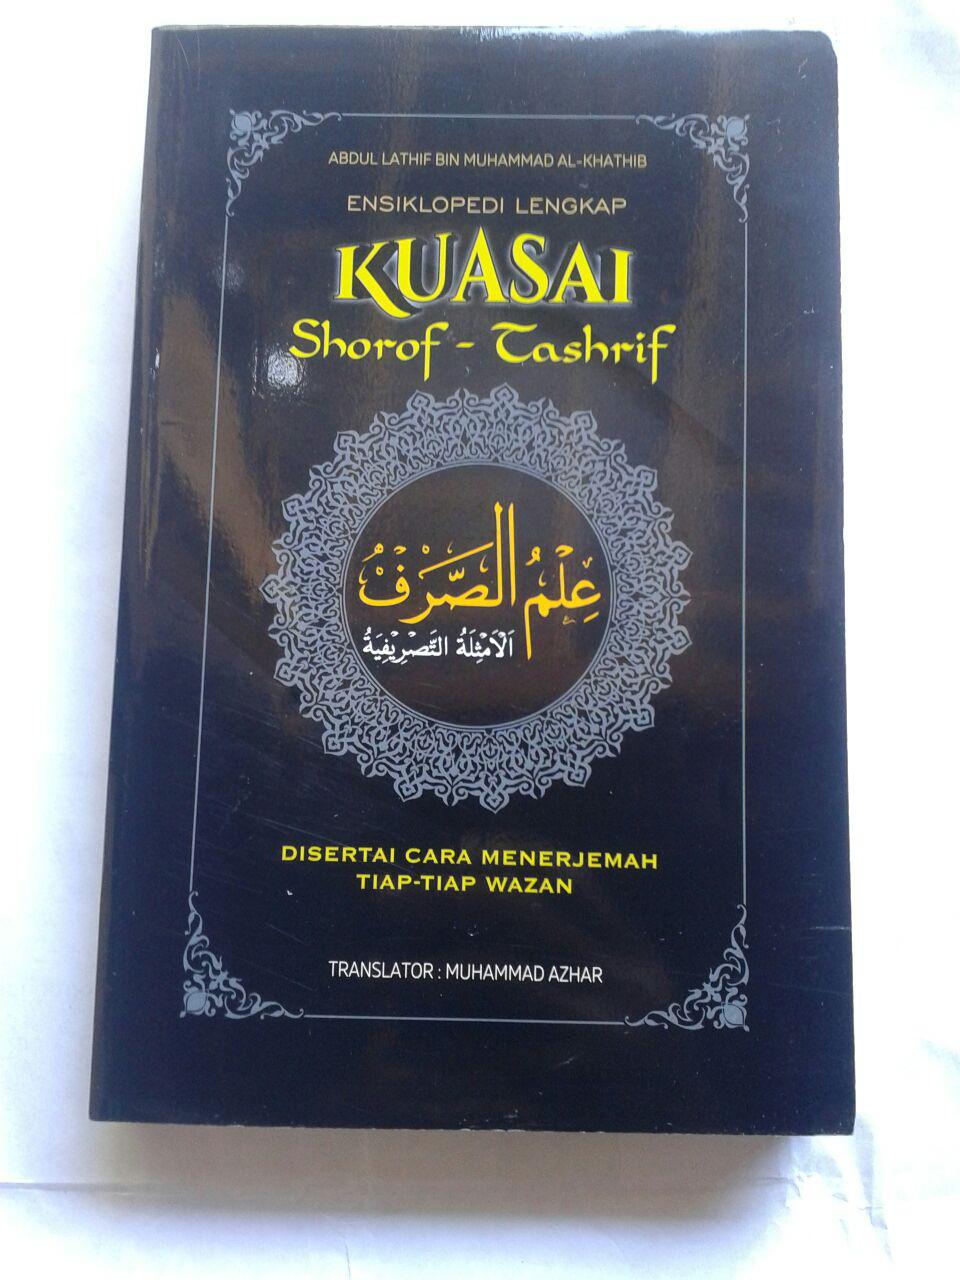 ABDUL LATHIF BIN MUHAMMAD AL-KHATHIB
ENSIKLOPEDI LENGKAP
KUASAI
Shorof - Tashrif
عِلْمُ الصَّرْفْ
اَلْاَمْثِلَةُ التَّصْرِيْفِيَةُ
DISERTAI CARA MENERJEMAH
TIAP-TIAP WAZAN
TRANSLATOR : MUHAMMAD AZHAR